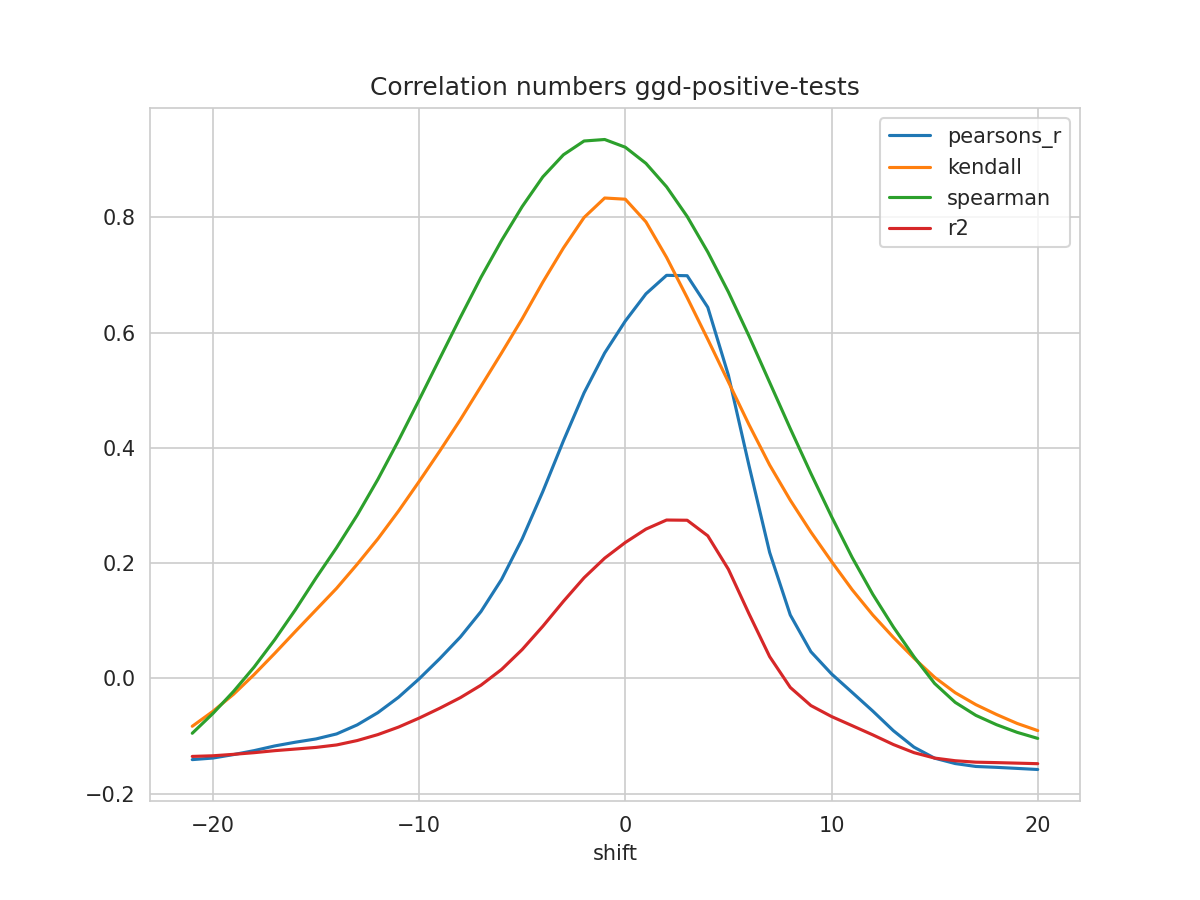 Correlation numbers ggd-positive-tests
pearsons_r
kendall
spearman
r2
0.8
0.6
0.4
0.2
0.0
−0.2
−20
−10
0
10
20
shift